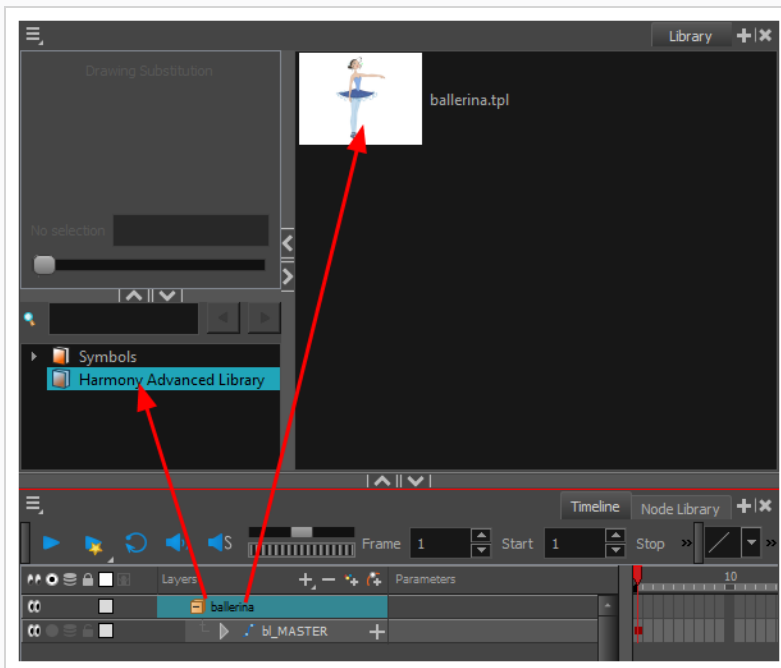 Library
Drawing Substitution
ballerina.tpl
No selection
Symbols
Harmony Advanced Library
Timeline
Node Library
S
Frame 1 Start 1 Stop
Layers Parameters 10
ballerina
bl_MASTER